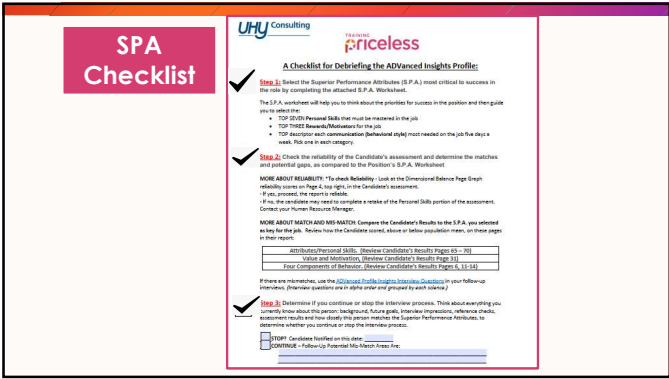 SPA
Checklist
UHY Consulting
TRAINING
priceless
A Checklist for Debriefing the ADVanced Insights Profile:
Step 1: Select the Superior Performance Attributes (S.P.A.) most critical to success in
the role by completing the attached S.P.A. Worksheet.
The S.P.A. worksheet will help you to think about the priorities for success in the position and then guide
you to select the:
• TOP SEVEN Personal Skills that must be mastered in the job
• TOP THREE Rewards/Motivators for the job
• TOP descriptor each communication (behavioral style) most needed on the job five days a
week. Pick one in each category.
Step 2: Check the reliability of the Candidate's assessment and determine the matches
and potential gaps, as compared to the Position's S.P.A. Worksheet
MORE ABOUT RELIABILITY: *To check Reliability - Look at the Dimensional Balance Page Graph
reliability scores on Page 4, top right, in the Candidate's assessment.
- If yes, proceed, the report is reliable.
- If no, the candidate may need to complete a retake of the Personal Skills portion of the assessment.
Contact your Human Resource Manager.
MORE ABOUT MATCH AND MIS-MATCH: Compare the Candidate's Results to the S.P.A. you selected
as key for the job. Review how the Candidate scored, above or below population mean, on these pages
in their report:
Attributes/Personal Skills. (Review Candidate's Results Pages 65 – 70)
Value and Motivation, (Review Candidate's Results Page 31)
Four Components of Behavior. (Review Candidate's Results Pages 6, 11-14)
If there are mismatches, use the ADVanced Profile Insights Interview Questions in your follow-up
interviews. (Interview questions are in alpha order and grouped by each science.)
Step 3: Determine if you continue or stop the interview process. Think about everything you
currently know about this person: background, future goals, interview impressions, reference checks,
assessment results and how closely this person matches the Superior Performance Attributes, to
determine whether you continue or stop the interview process.
STOP? Candidate Notified on this date:
CONTINUE – Follow-Up Potential Mis-Match Areas Are: